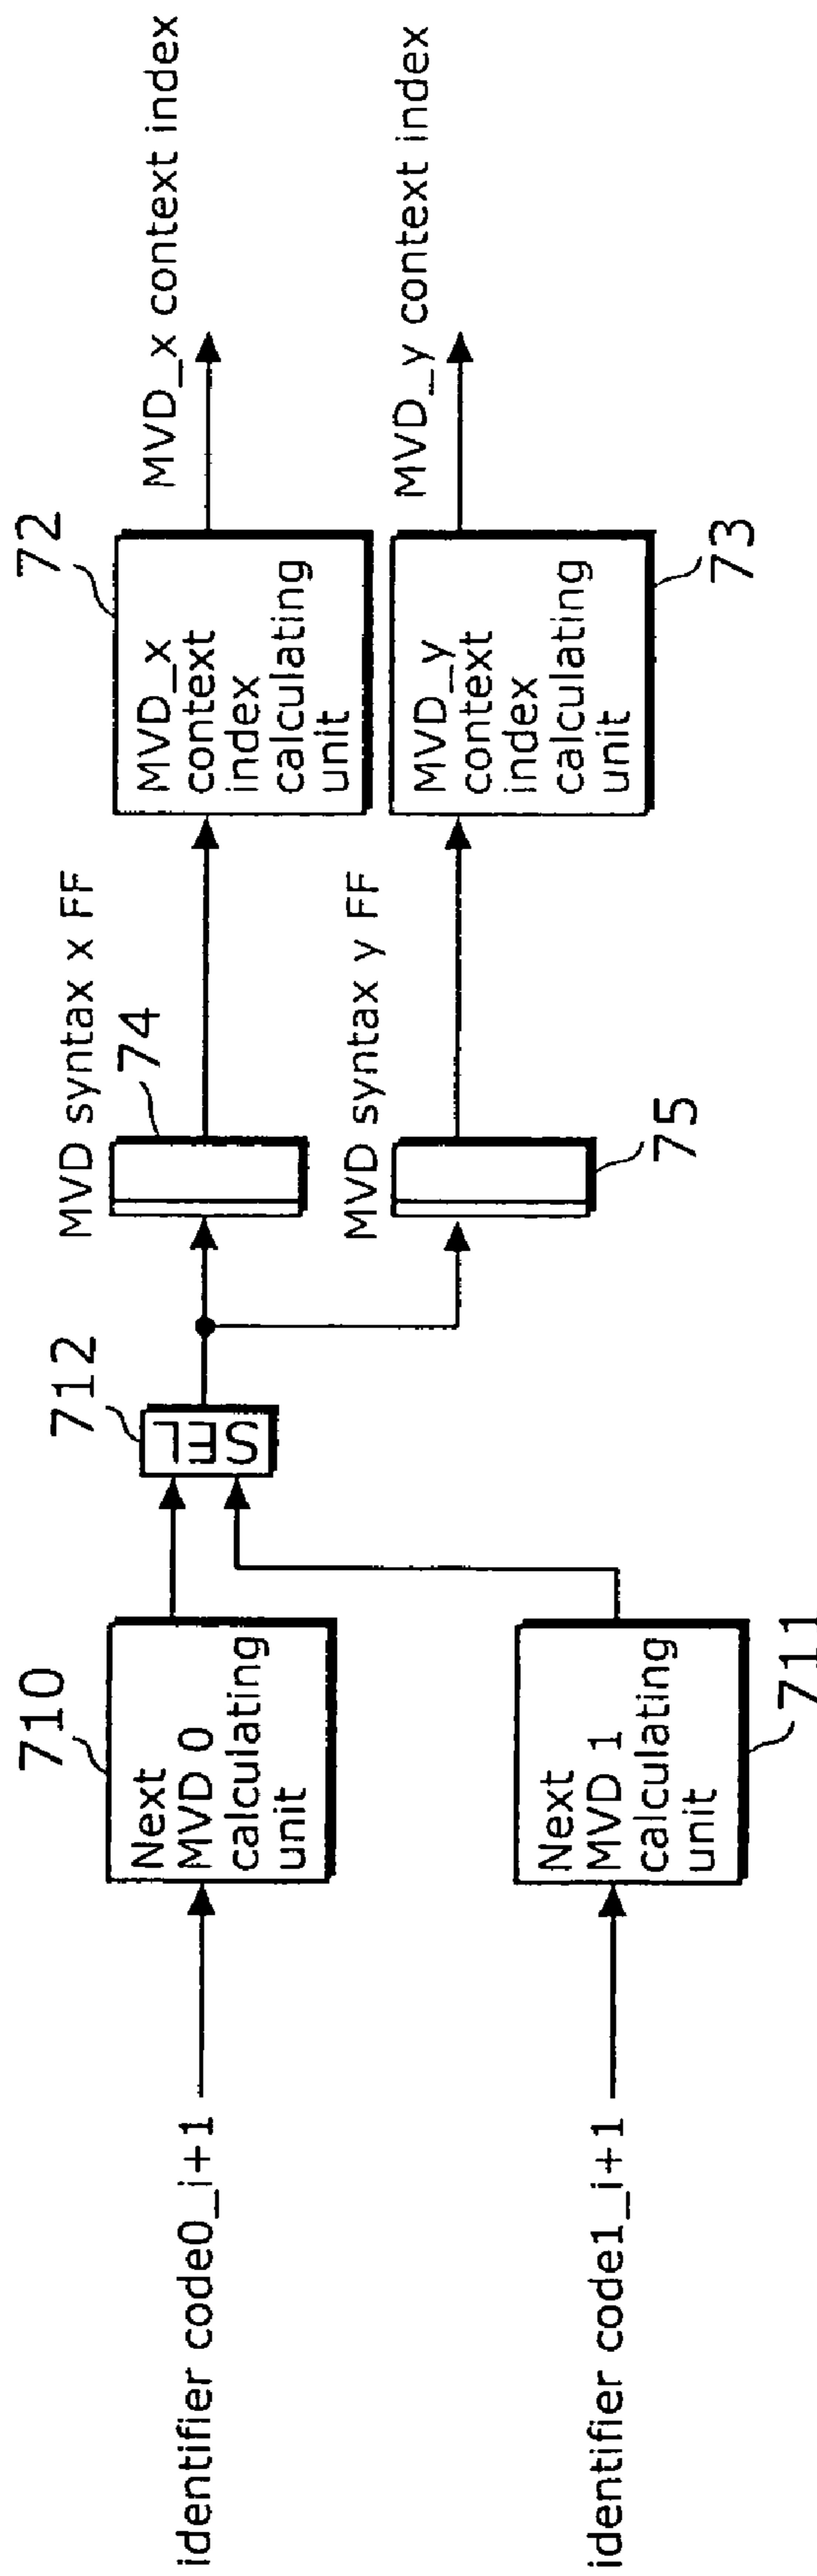 identifier code0_i+1
identifier code1_i+1
710
Next
MVD 0
calculating
unit
Next
MVD 1
calculating
unit
711
712
SEL
MVD syntax x FF
74
MVD syntax y FF
75
72
MVD_x
context
index
calculating
unit
MVD_y
context
index
calculating
unit
73
MVD_x context index
MVD_y context index